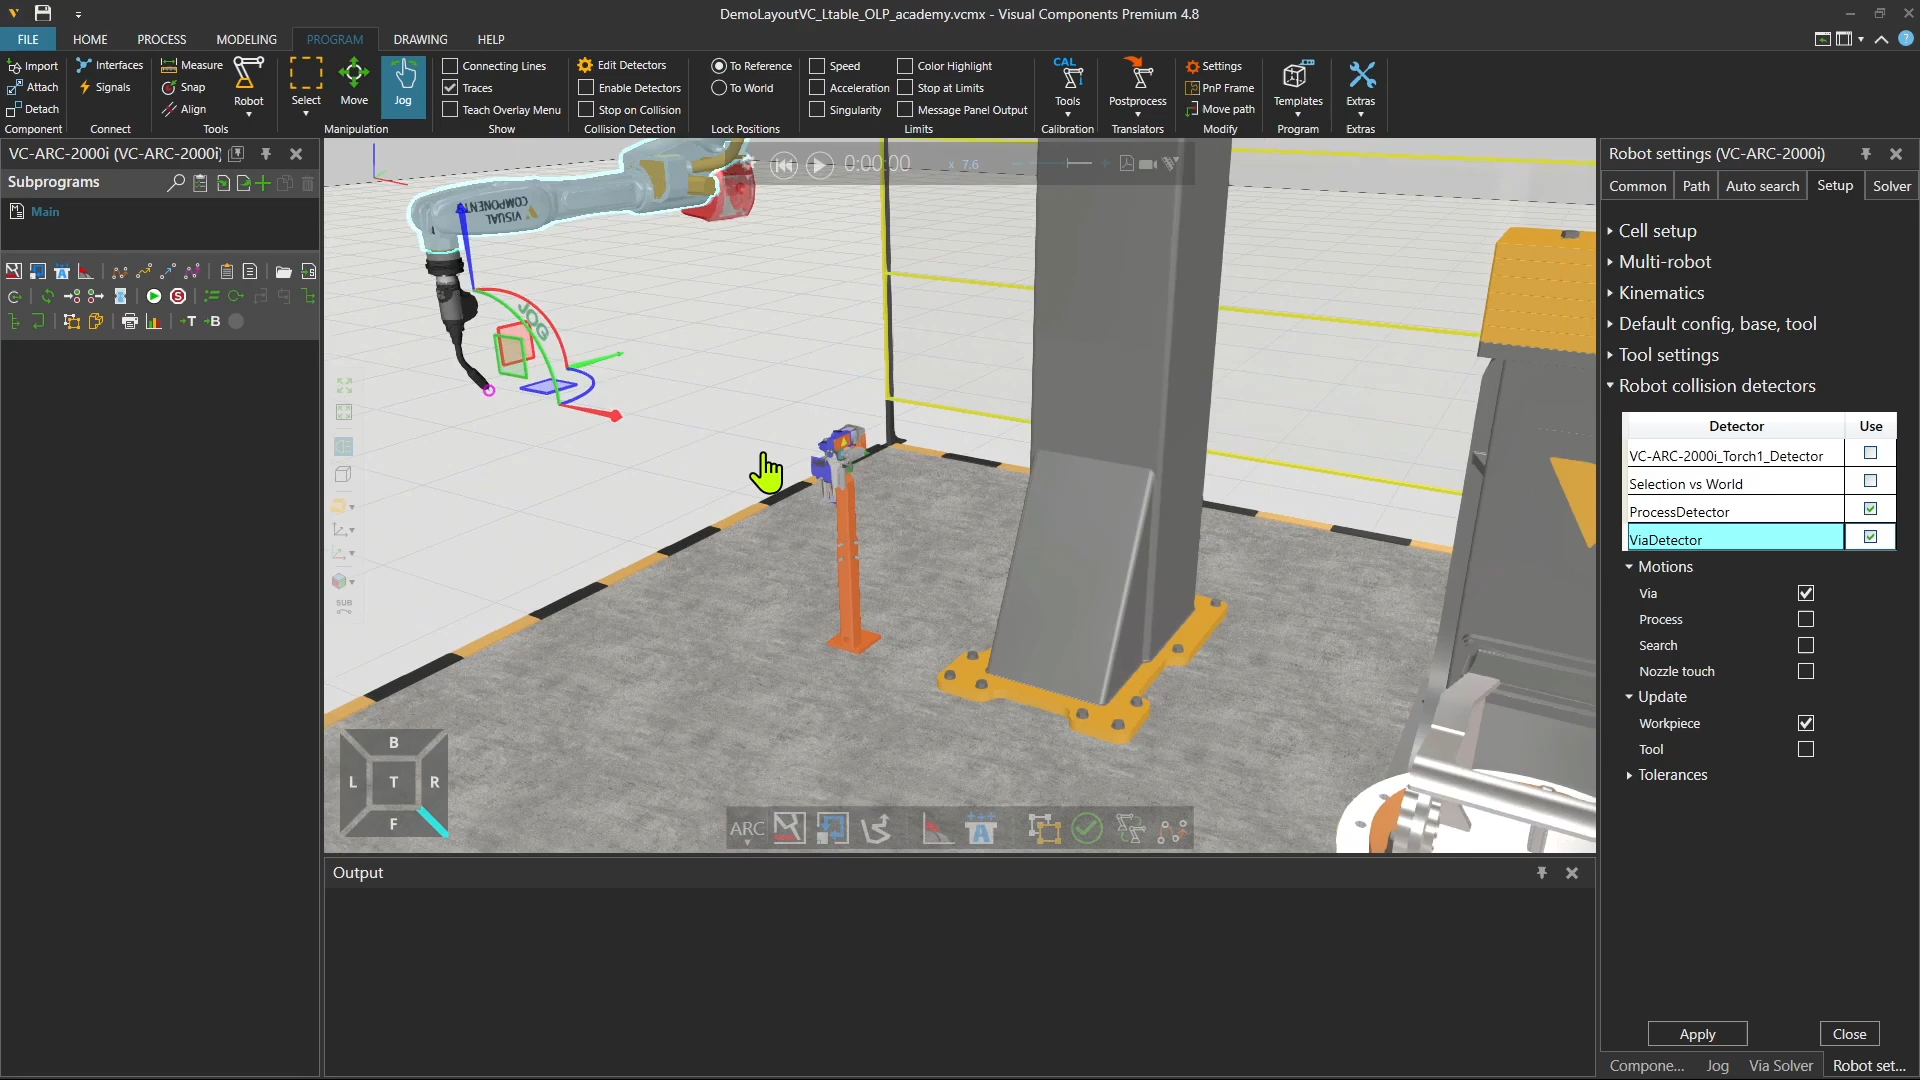 DemoLayoutVC_Ltable_OLP_academy.vcmx - Visual Components Premium 4.8
FILE HOME PROCESS MODELING PROGRAM DRAWING HELP
Import Interfaces Measure Connecting Lines Edit Detectors To Reference Speed Color Highlight CAL Settings
Attach Signals Snap Robot Select Move Jog Traces Enable Detectors To World Acceleration Stop at Limits Tools Postprocess PnP Frame Templates Extras
Detach Align Teach Overlay Menu Stop on Collision Singularity Message Panel Output Move path
Component Connect Tools Manipulation Show Collision Detection Lock Positions Limits Calibration Translators Modify Program Extras
VC-ARC-2000i (VC-ARC-2000i)
Subprograms
Main
0:00:00 x 7.6
VISUAL COMPONENTS
JOG
SUB
B
L T R
F
ARC
Output
Robot settings (VC-ARC-2000i)
Common Path Auto search Setup Solver
Cell setup
Multi-robot
Kinematics
Default config, base, tool
Tool settings
Robot collision detectors
Detector Use
VC-ARC-2000i_Torch1_Detector
Selection vs World
ProcessDetector
ViaDetector
Motions
Via
Process
Search
Nozzle touch
Update
Workpiece
Tool
Tolerances
Apply Close
Compone... Jog Via Solver Robot set...